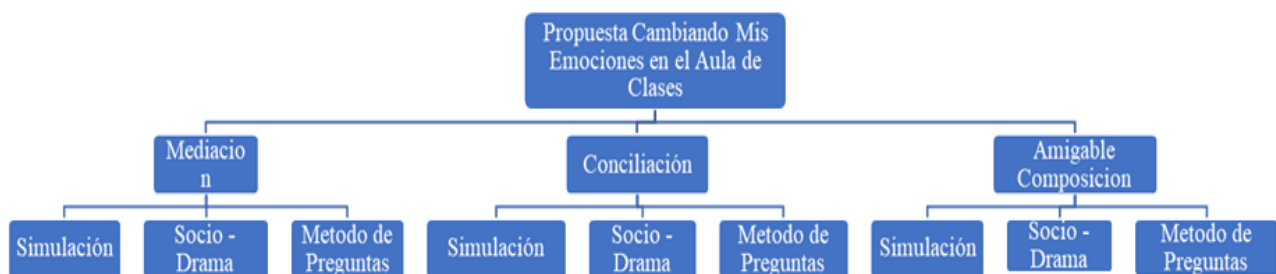 Propuesta Cambiando Mis
Emociones en el Aula de
Clases
Mediacio
n
Conciliación
Amigable
Composicion
Simulación
Socio -
Drama
Metodo de
Preguntas
Simulación
Socio -
Drama
Metodo de
Preguntas
Simulación
Socio -
Drama
Metodo de
Preguntas